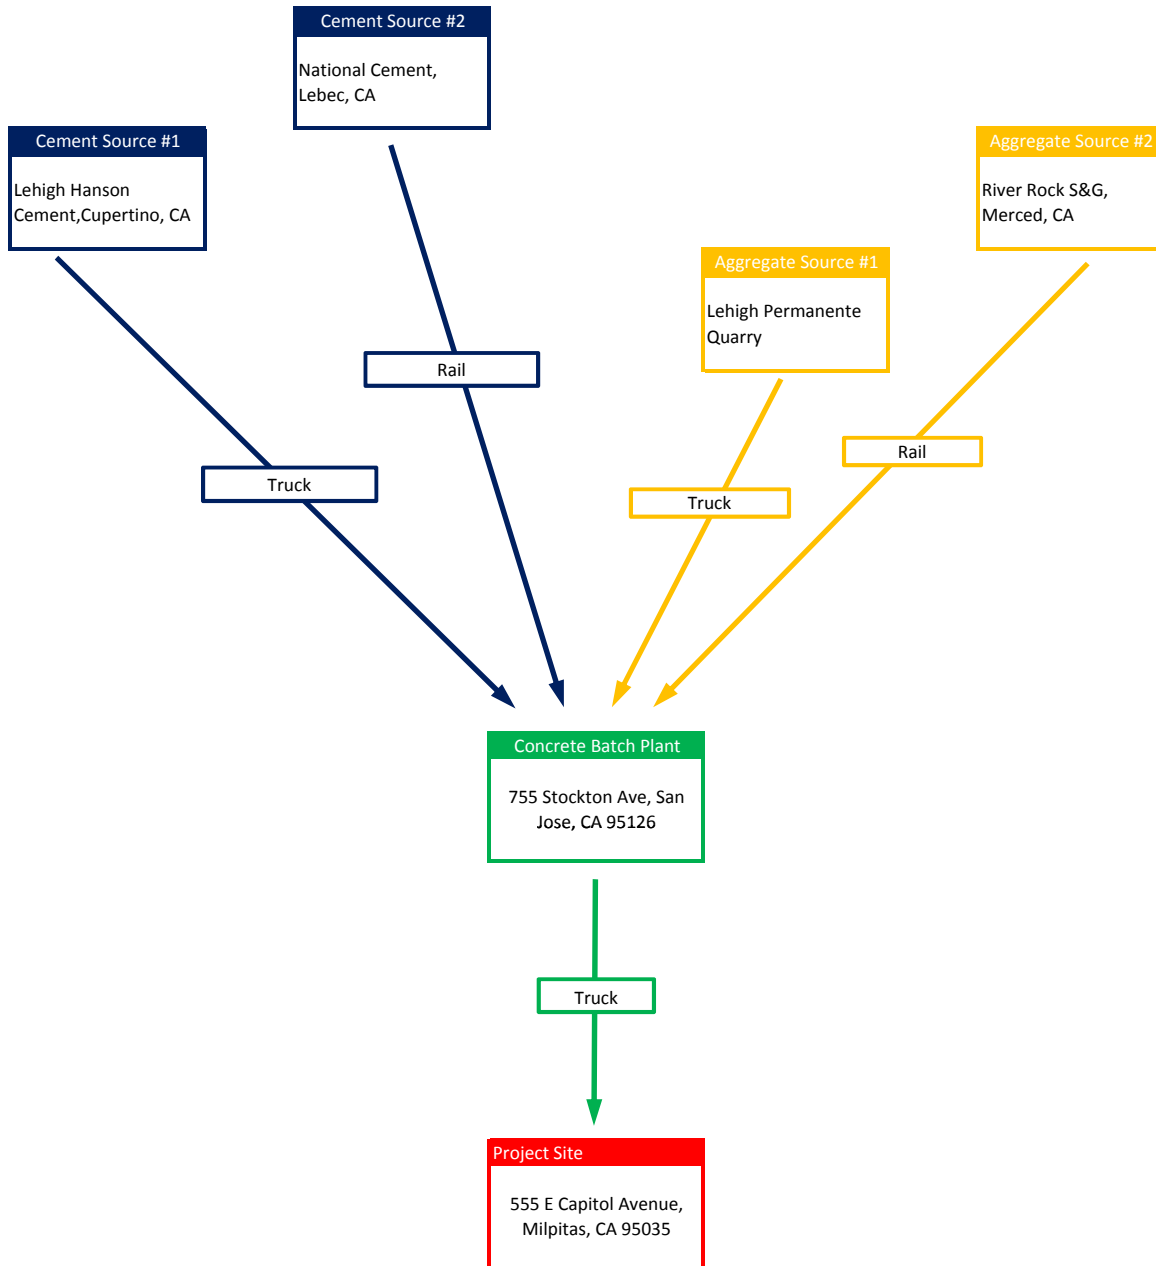 Cement Source #2
National Cement,
Lebec, CA
Cement Source #1
Lehigh Hanson
Cement,Cupertino, CA
Aggregate Source #2
River Rock S&G,
Merced, CA
Aggregate Source #1
Lehigh Permanente
Quarry
Rail
Rail
Truck
Truck
Concrete Batch Plant
755 Stockton Ave, San
Jose, CA 95126
Truck
Project Site
555 E Capitol Avenue,
Milpitas, CA 95035